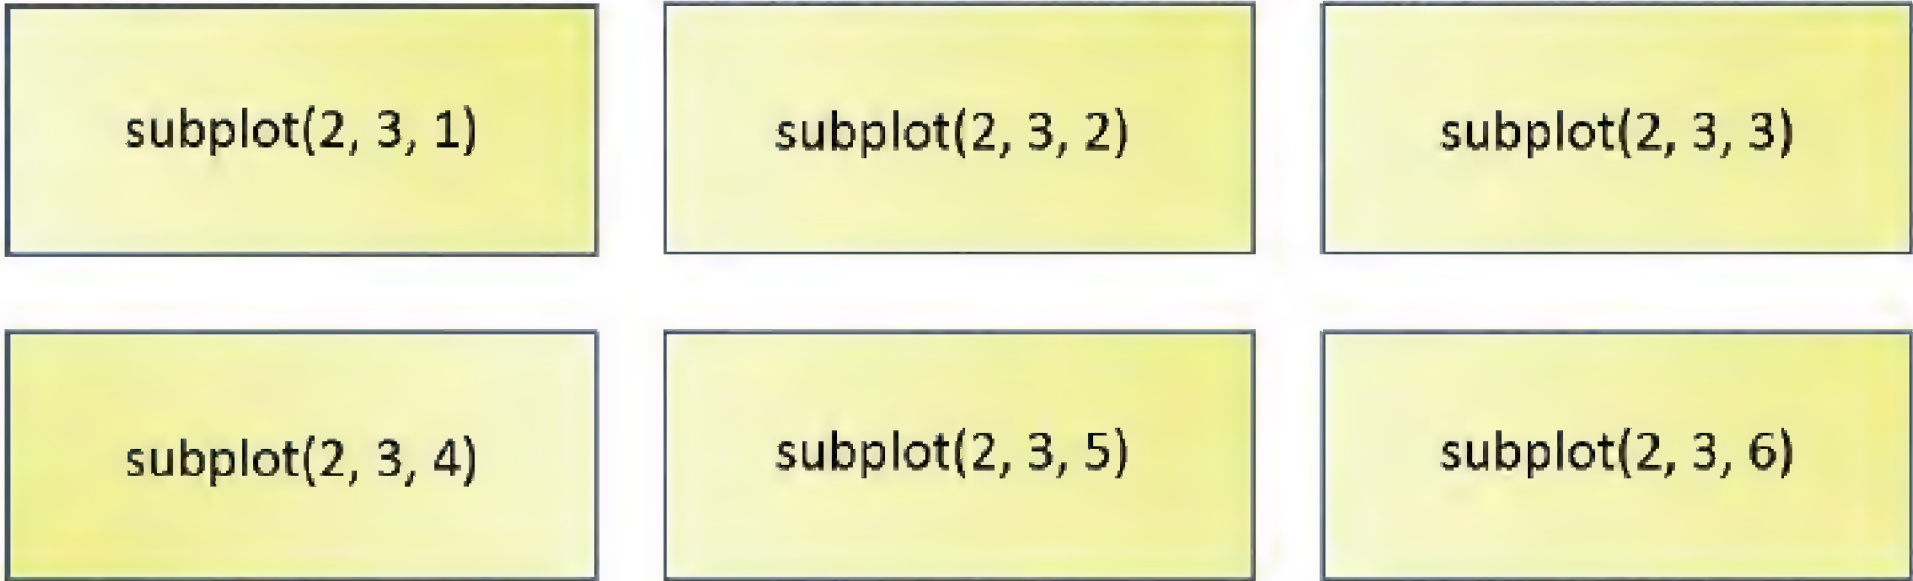 subplot(2, 3, 1)
subplot(2, 3, 2)
subplot(2, 3, 3)
subplot(2, 3, 4)
subplot(2, 3, 5)
subplot(2, 3, 6)